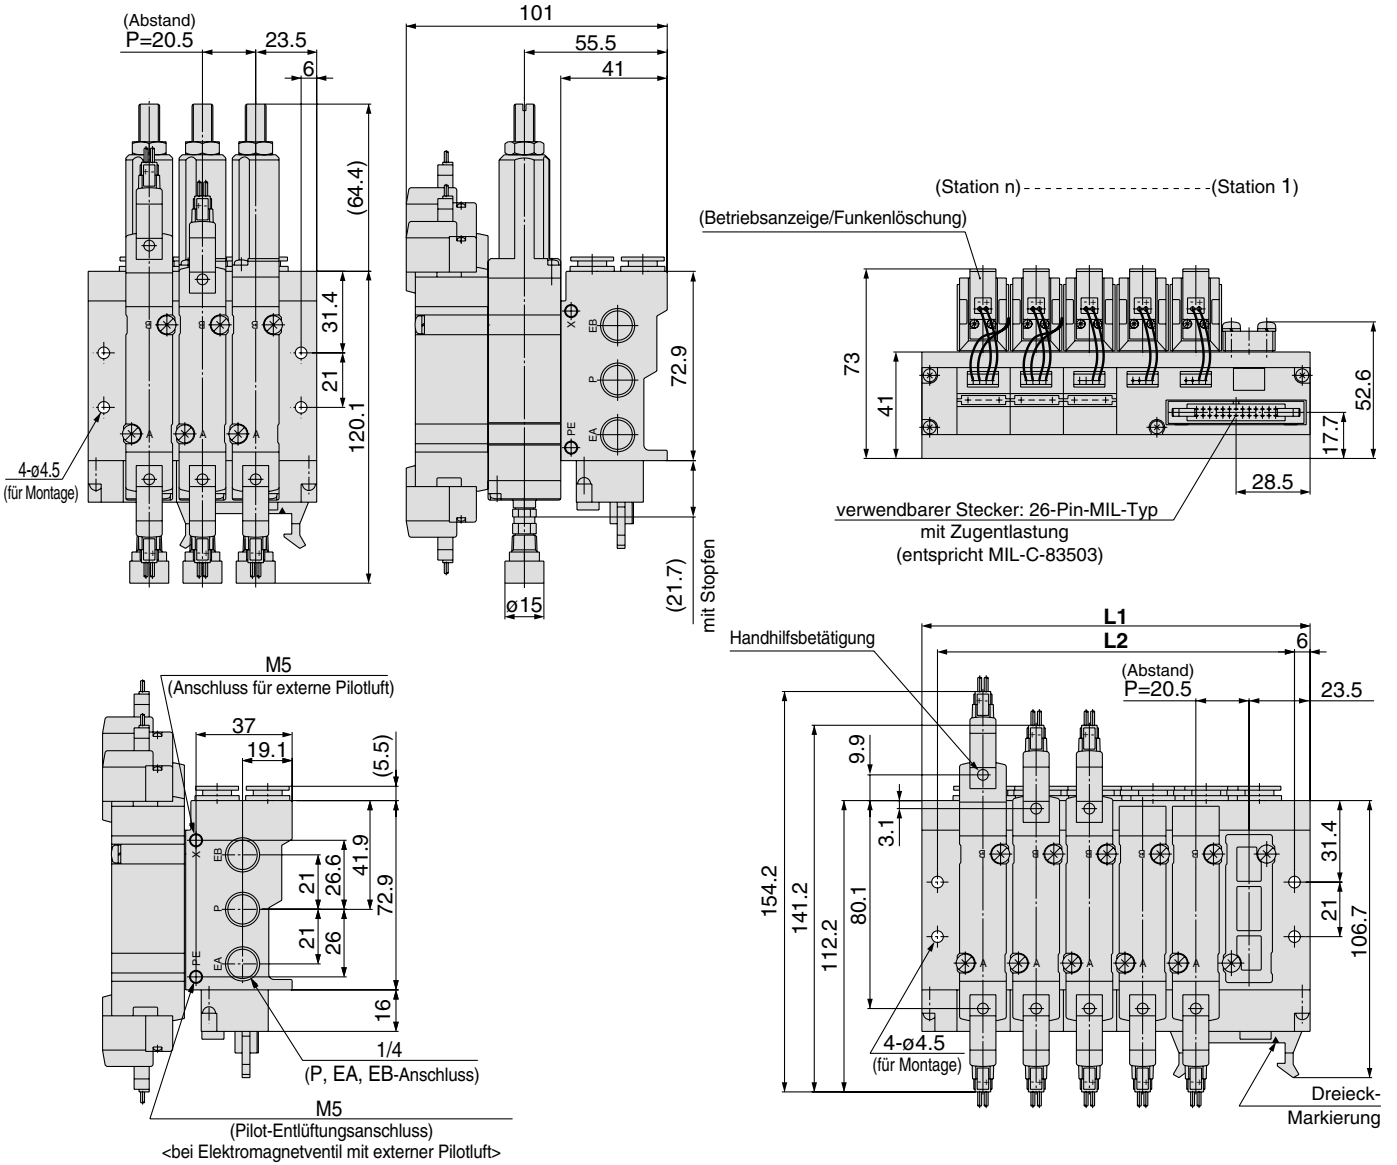 (Abstand)
P=20.5
23.5
6
(64.4)
31.4
21
120.1
B
B
B
A
A
A
4-ø4.5
(für Montage)
101
55.5
41
X
EB
P
PE
EA
72.9
(21.7)
mit Stopfen
ø15
(Station n)
(Station 1)
(Betriebsanzeige/Funkenlöschung)
73
41
52.6
17.7
28.5
verwendbarer Stecker: 26-Pin-MIL-Typ
mit Zugentlastung
(entspricht MIL-C-83503)
M5
(Anschluss für externe Pilotluft)
37
19.1
(5.5)
X
EB
P
PE
EA
21
26.6
41.9
72.9
21
26
16
1/4
(P, EA, EB-Anschluss)
M5
(Pilot-Entlüftungsanschluss)
<bei Elektromagnetventil mit externer Pilotluft>
L1
L2
6
Handhilfsbetätigung
(Abstand)
P=20.5
23.5
9.9
3.1
154.2
141.2
112.2
80.1
B
B
B
B
B
A
A
A
A
A
31.4
21
106.7
4-ø4.5
(für Montage)
Dreieck-
Markierung